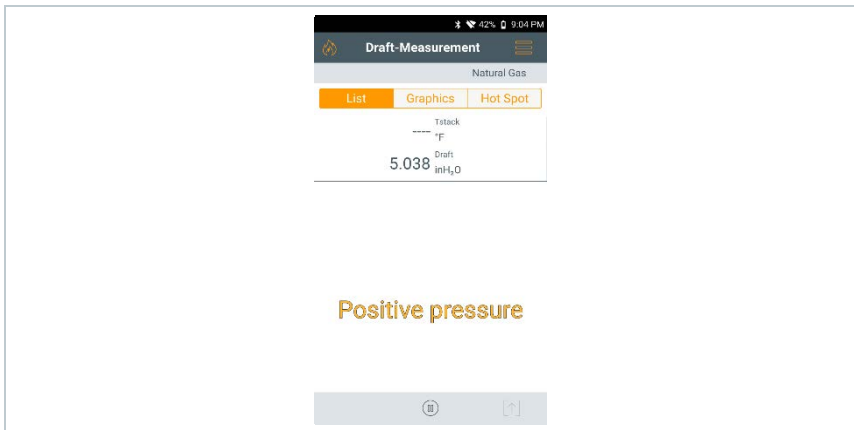 42% 9:04 PM
Draft-Measurement
Natural Gas
List Graphics Hot Spot
Tstack
---- °F
Draft
5.038 inH₂O
Positive pressure